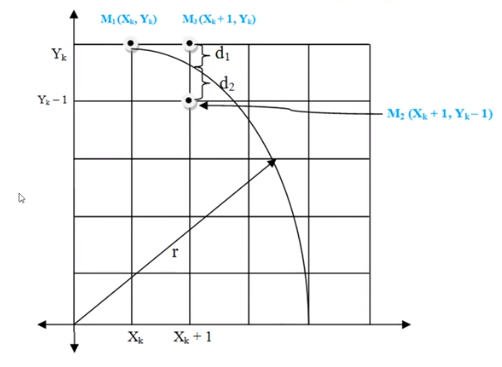 M₁(Xₖ, Yₖ) M₃(Xₖ+1, Yₖ)
Yₖ
d₁
d₂
Yₖ – 1
M₂ (Xₖ + 1, Yₖ – 1)
r
Xₖ Xₖ + 1